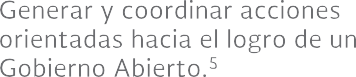 Generar y coordinar acciones
orientadas hacia el logro de un
Gobierno Abierto.⁵